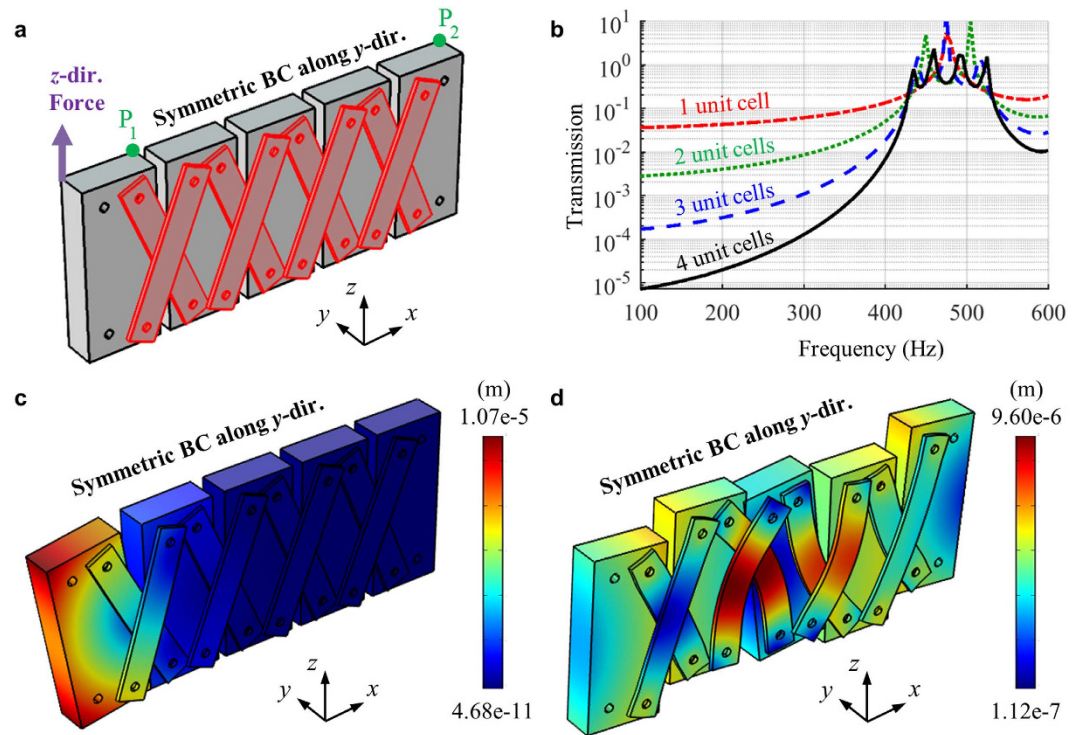 a
z-dir.
Force
P1
Symmetric BC along y-dir.
P2
z
y
x
b
Transmission
10^1
10^0
10^-1
10^-2
10^-3
10^-4
10^-5
1 unit cell
2 unit cells
3 unit cells
4 unit cells
100
200
300
400
500
600
Frequency (Hz)
c
Symmetric BC along y-dir.
(m)
1.07e-5
4.68e-11
z
y
x
d
Symmetric BC along y-dir.
(m)
9.60e-6
1.12e-7
z
y
x